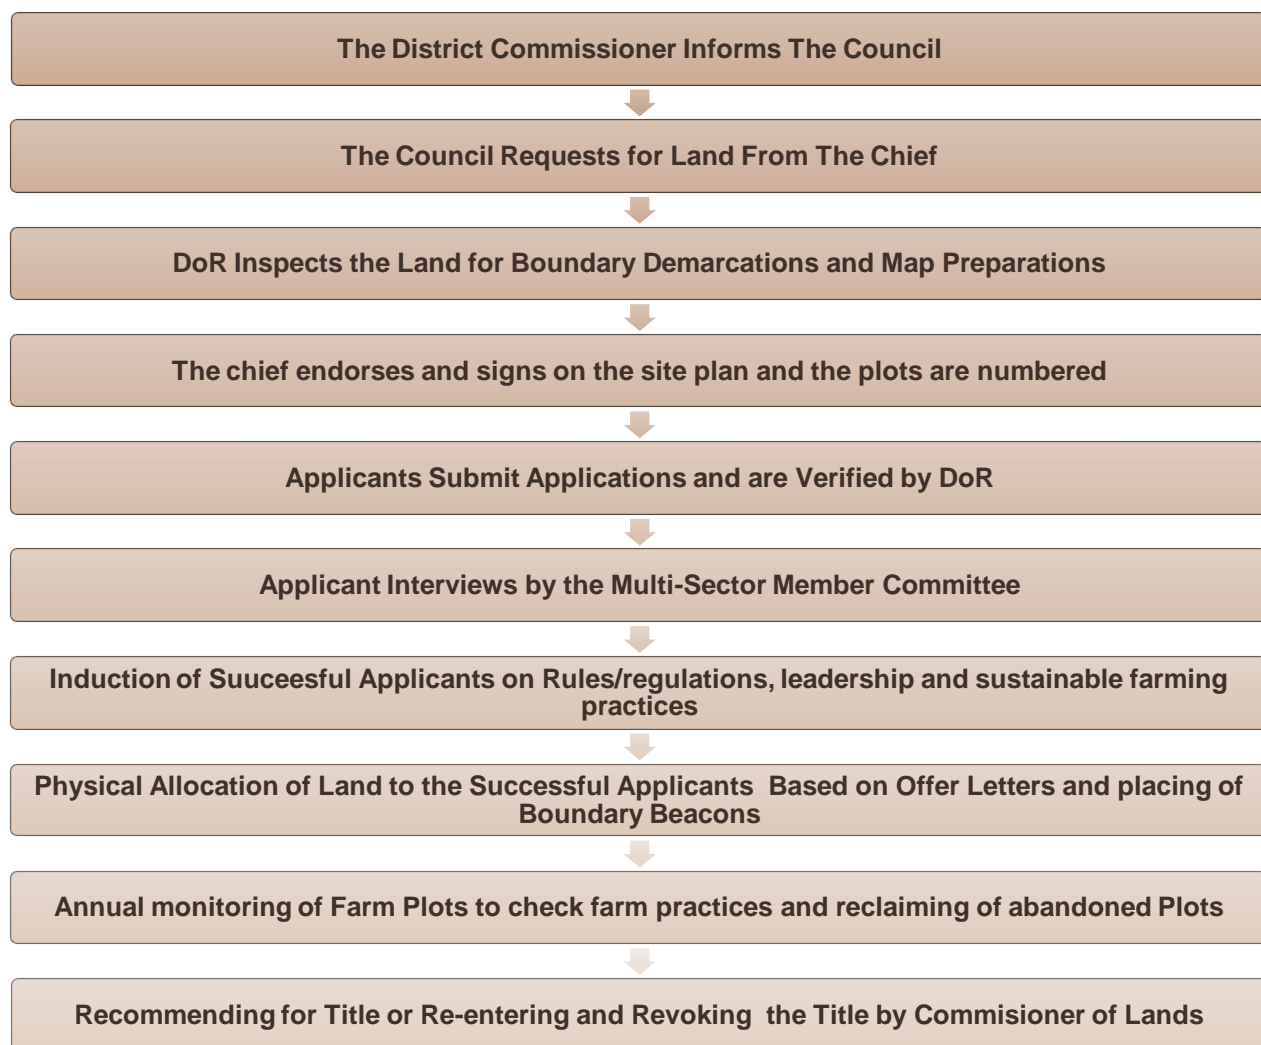 The District Commissioner Informs The Council
The Council Requests for Land From The Chief
DoR Inspects the Land for Boundary Demarcations and Map Preparations
The chief endorses and signs on the site plan and the plots are numbered
Applicants Submit Applications and are Verified by DoR
Applicant Interviews by the Multi-Sector Member Committee
Induction of Suuceesful Applicants on Rules/regulations, leadership and sustainable farming
practices
Physical Allocation of Land to the Successful Applicants Based on Offer Letters and placing of
Boundary Beacons
Annual monitoring of Farm Plots to check farm practices and reclaiming of abandoned Plots
Recommending for Title or Re-entering and Revoking the Title by Commisioner of Lands